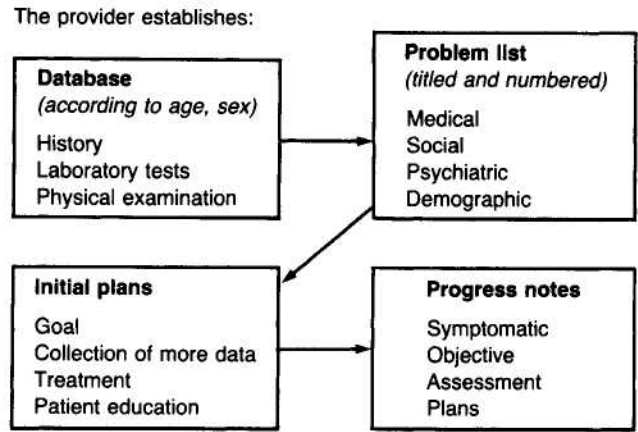 The provider establishes:
Database
(according to age, sex)
History
Laboratory tests
Physical examination
Problem list
(titled and numbered)
Medical
Social
Psychiatric
Demographic
Initial plans
Goal
Collection of more data
Treatment
Patient education
Progress notes
Symptomatic
Objective
Assessment
Plans